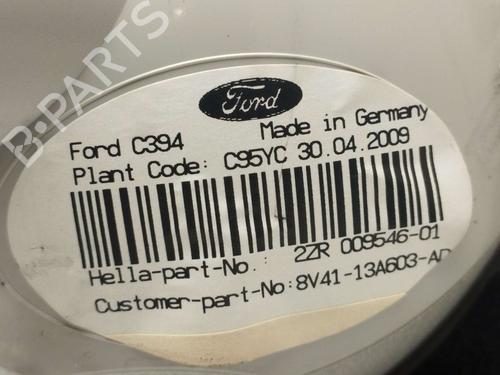 B-PARTS
Ford
Ford C394 Made in Germany
Plant Code: C95YC 30.04.2009
Hella-part-No. : 2ZR 009546-01
Customer-part-No:8V41-13A603-AD